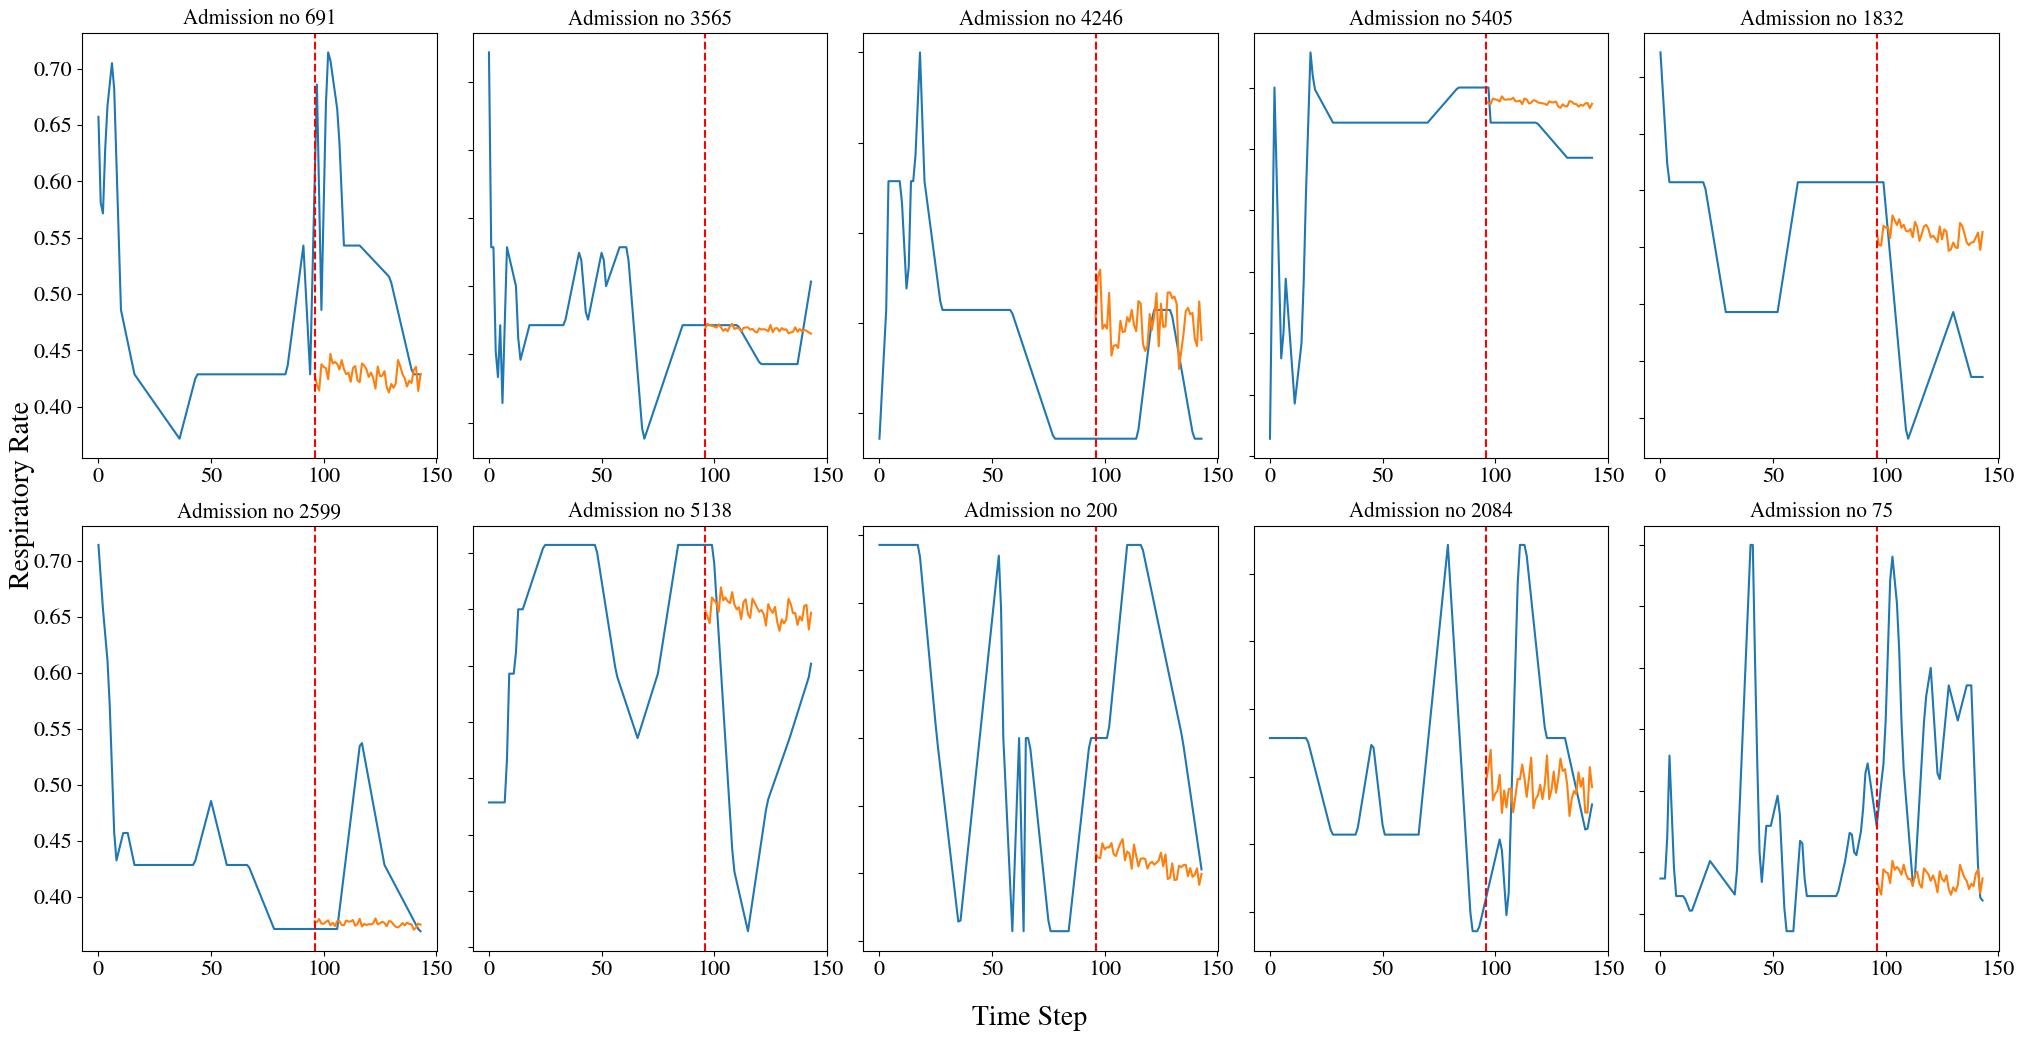 Admission no 691
Admission no 3565
Admission no 4246
Admission no 5405
Admission no 1832
0.70
0.65
0.60
0.55
0.50
0.45
0.40
0 50 100 150
0 50 100 150
0 50 100 150
0 50 100 150
0 50 100 150
Respiratory Rate
Admission no 2599
Admission no 5138
Admission no 200
Admission no 2084
Admission no 75
0.70
0.65
0.60
0.55
0.50
0.45
0.40
0 50 100 150
0 50 100 150
0 50 100 150
0 50 100 150
0 50 100 150
Time Step